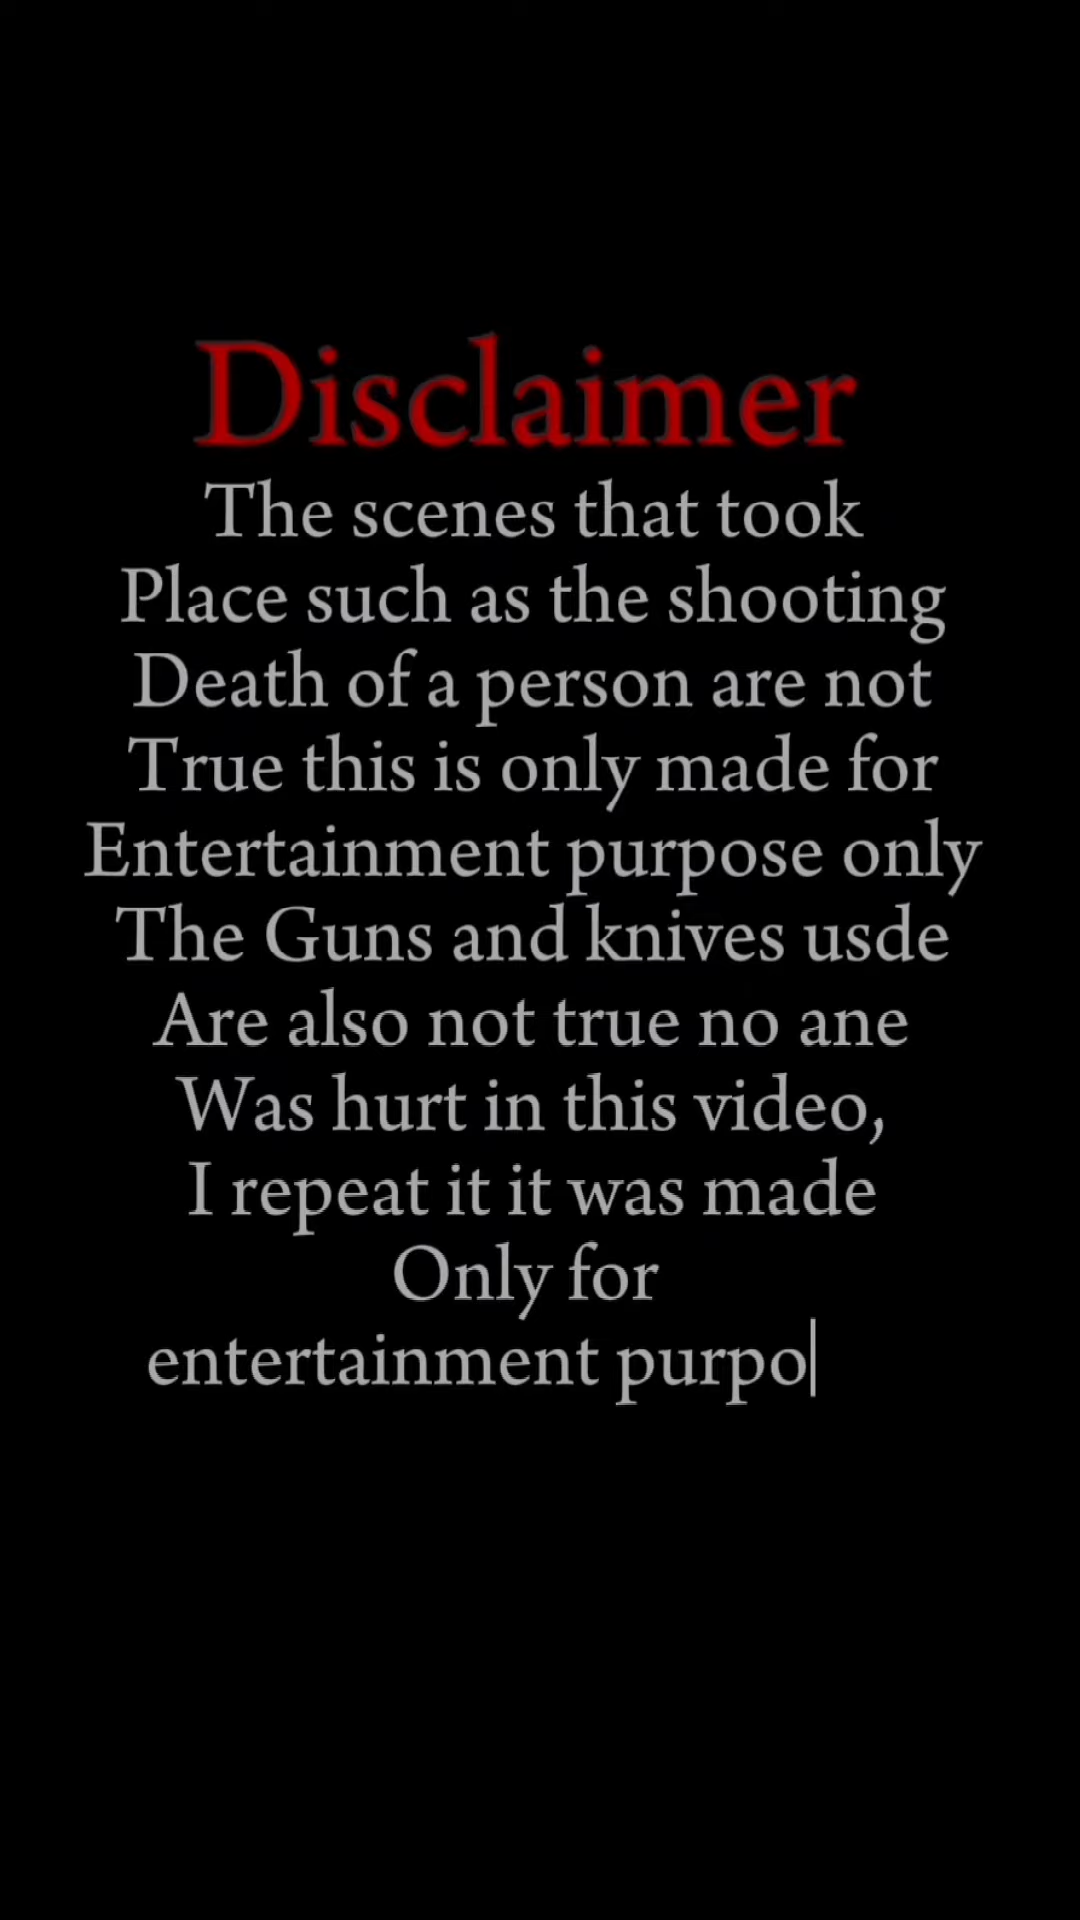 Disclaimer
The scenes that took
Place such as the shooting
Death of a person are not
True this is only made for
Entertainment purpose only
The Guns and knives usde
Are also not true no ane
Was hurt in this video,
I repeat it it was made
Only for
entertainment purpo